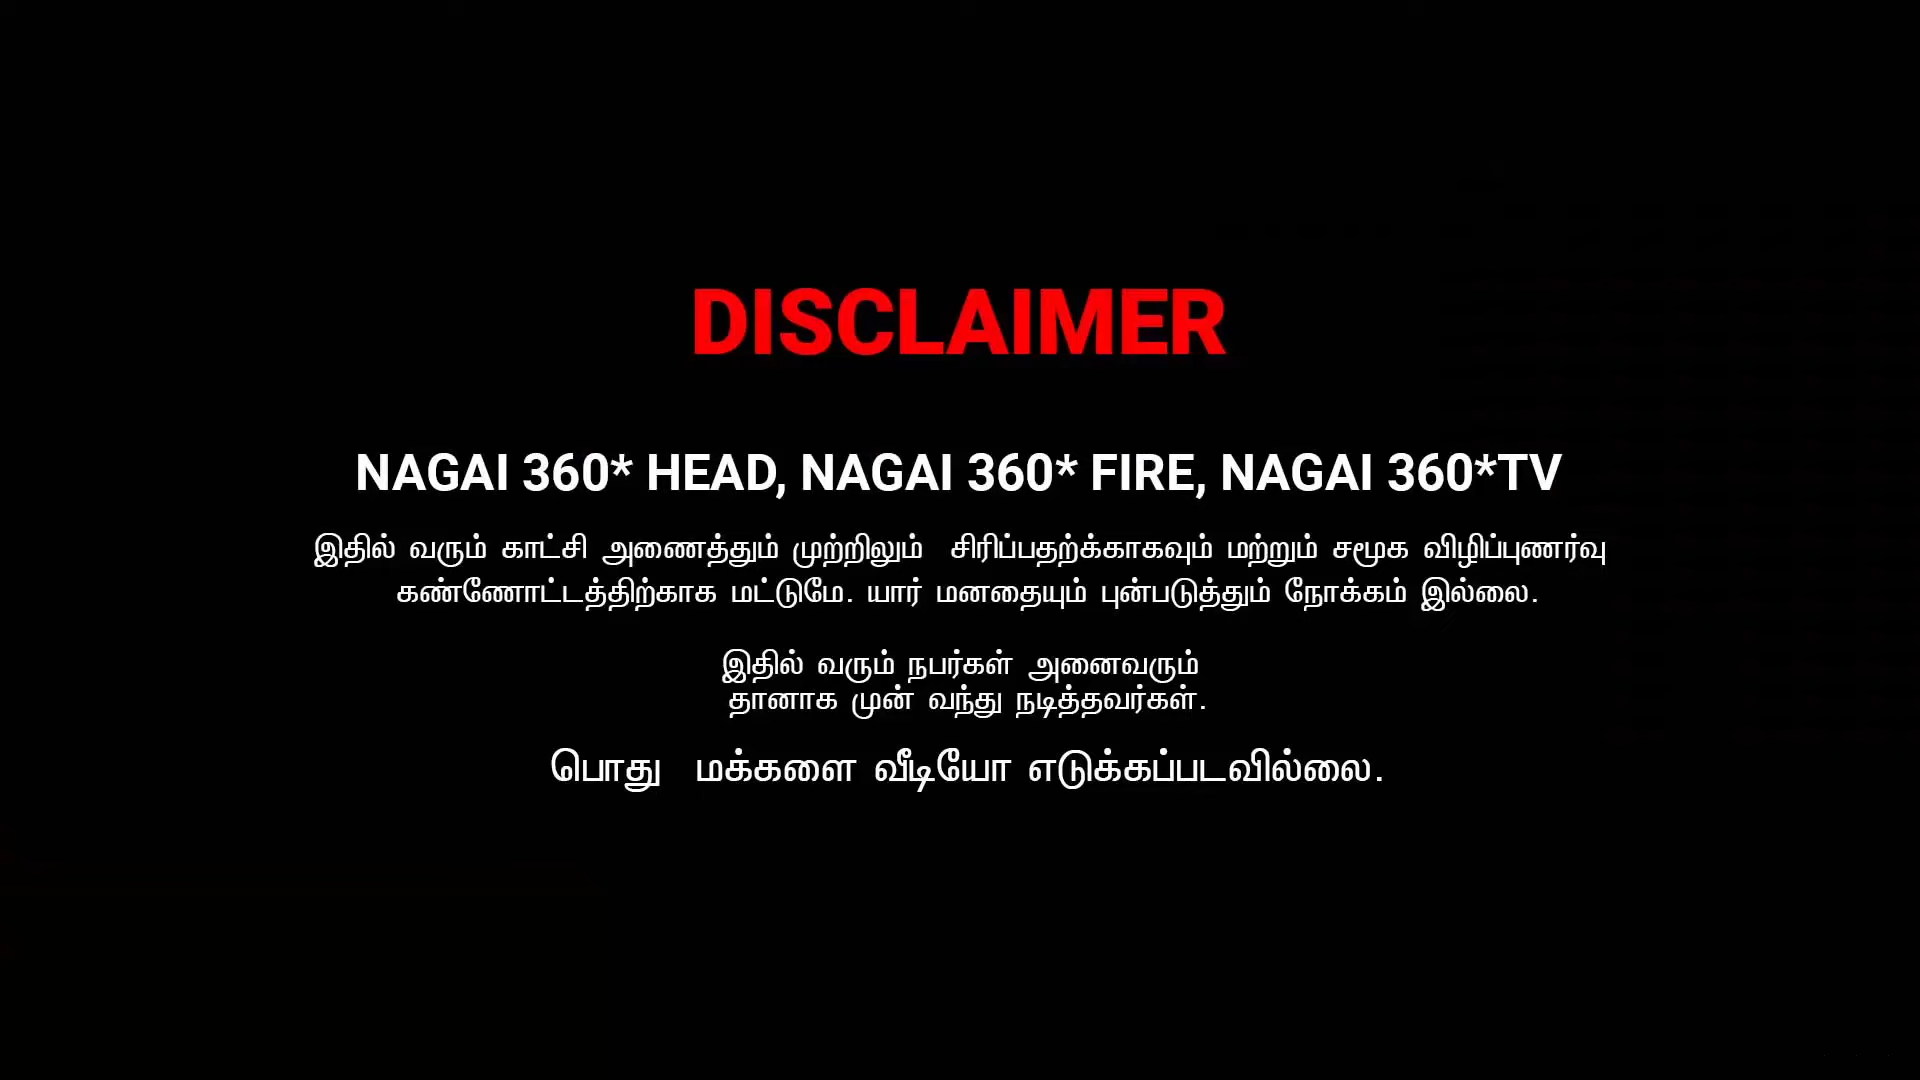 DISCLAIMER
NAGAI 360* HEAD, NAGAI 360* FIRE, NAGAI 360*TV
இதில் வரும் காட்சி அணைத்தும் முற்றிலும் சிரிப்பதற்க்காகவும் மற்றும் சமூக விழிப்புணர்வு
கண்ணோட்டத்திற்காக மட்டுமே. யார் மனதையும் புன்படுத்தும் நோக்கம் இல்லை.
இதில் வரும் நபர்கள் அனைவரும்
தானாக முன் வந்து நடித்தவர்கள்.
பொது மக்களை வீடியோ எடுக்கப்படவில்லை.